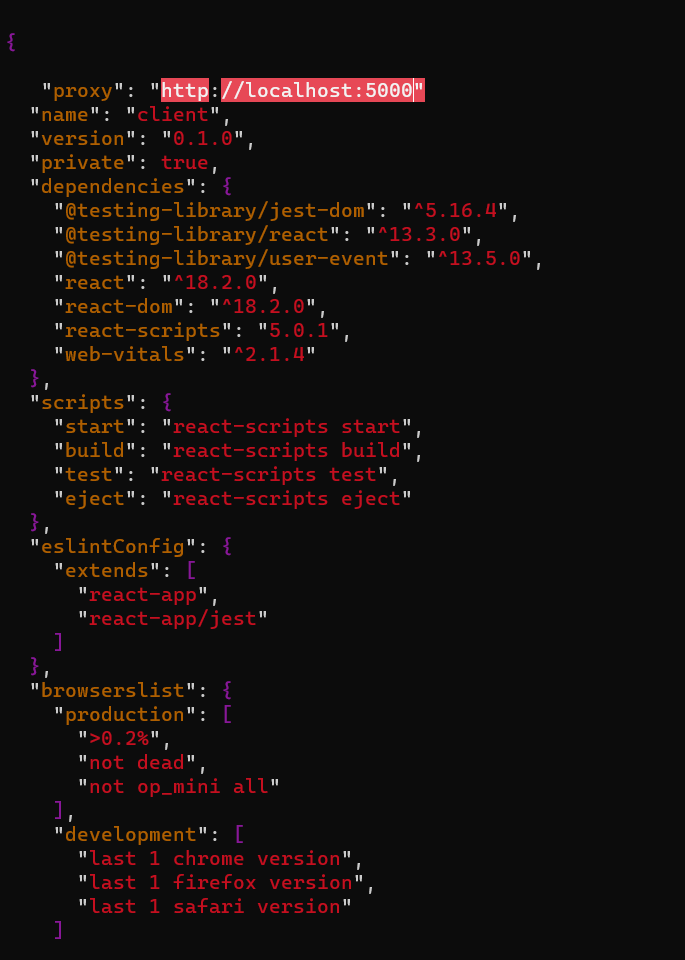 {
"proxy": "http://localhost:5000"
"name": "client",
"version": "0.1.0",
"private": true,
"dependencies": {
"@testing-library/jest-dom": "^5.16.4",
"@testing-library/react": "^13.3.0",
"@testing-library/user-event": "^13.5.0",
"react": "^18.2.0",
"react-dom": "^18.2.0",
"react-scripts": "5.0.1",
"web-vitals": "^2.1.4"
},
"scripts": {
"start": "react-scripts start",
"build": "react-scripts build",
"test": "react-scripts test",
"eject": "react-scripts eject"
},
"eslintConfig": {
"extends": [
"react-app",
"react-app/jest"
]
},
"browserslist": {
"production": [
">0.2%",
"not dead",
"not op_mini all"
],
"development": [
"last 1 chrome version",
"last 1 firefox version",
"last 1 safari version"
]